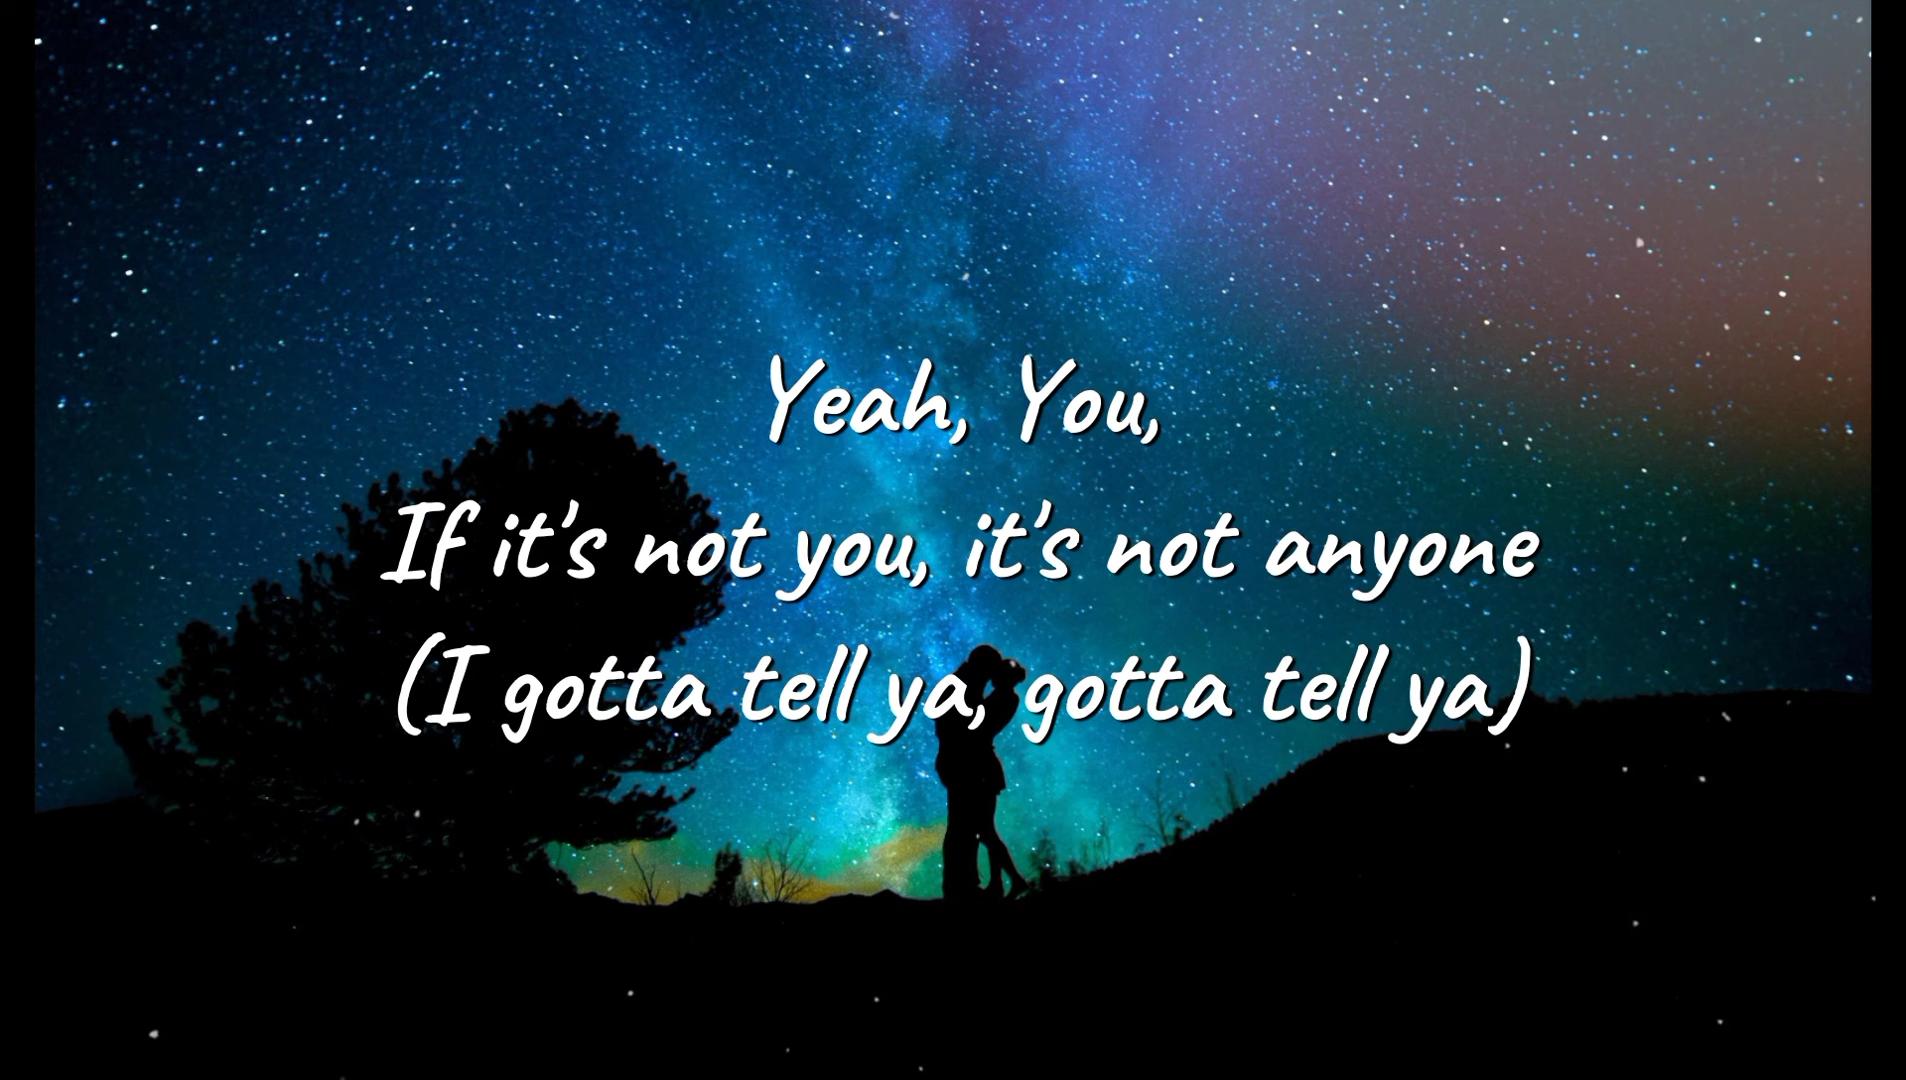 Yeah, You,
If it's not you, it's not anyone
(I gotta tell ya, gotta tell ya)